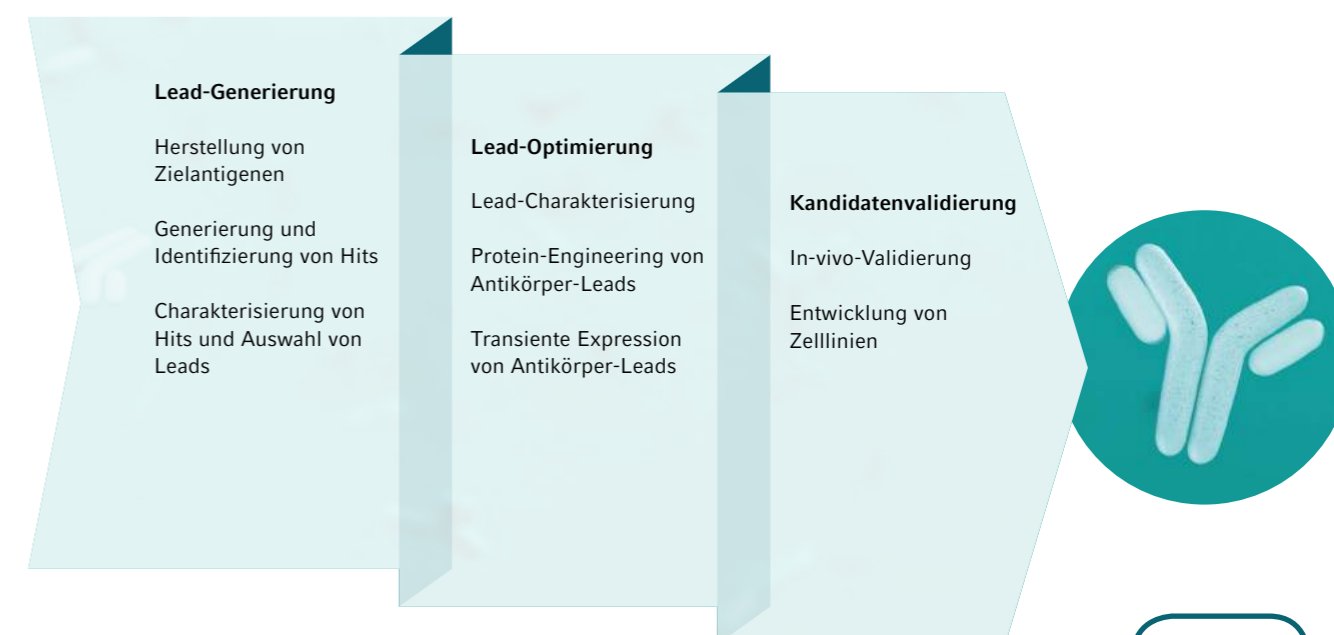 Lead-Generierung
Herstellung von
Zielantigenen
Generierung und
Identifizierung von Hits
Charakterisierung von
Hits und Auswahl von
Leads
Lead-Optimierung
Lead-Charakterisierung
Protein-Engineering von
Antikörper-Leads
Transiente Expression
von Antikörper-Leads
Kandidatenvalidierung
In-vivo-Validierung
Entwicklung von
Zelllinien